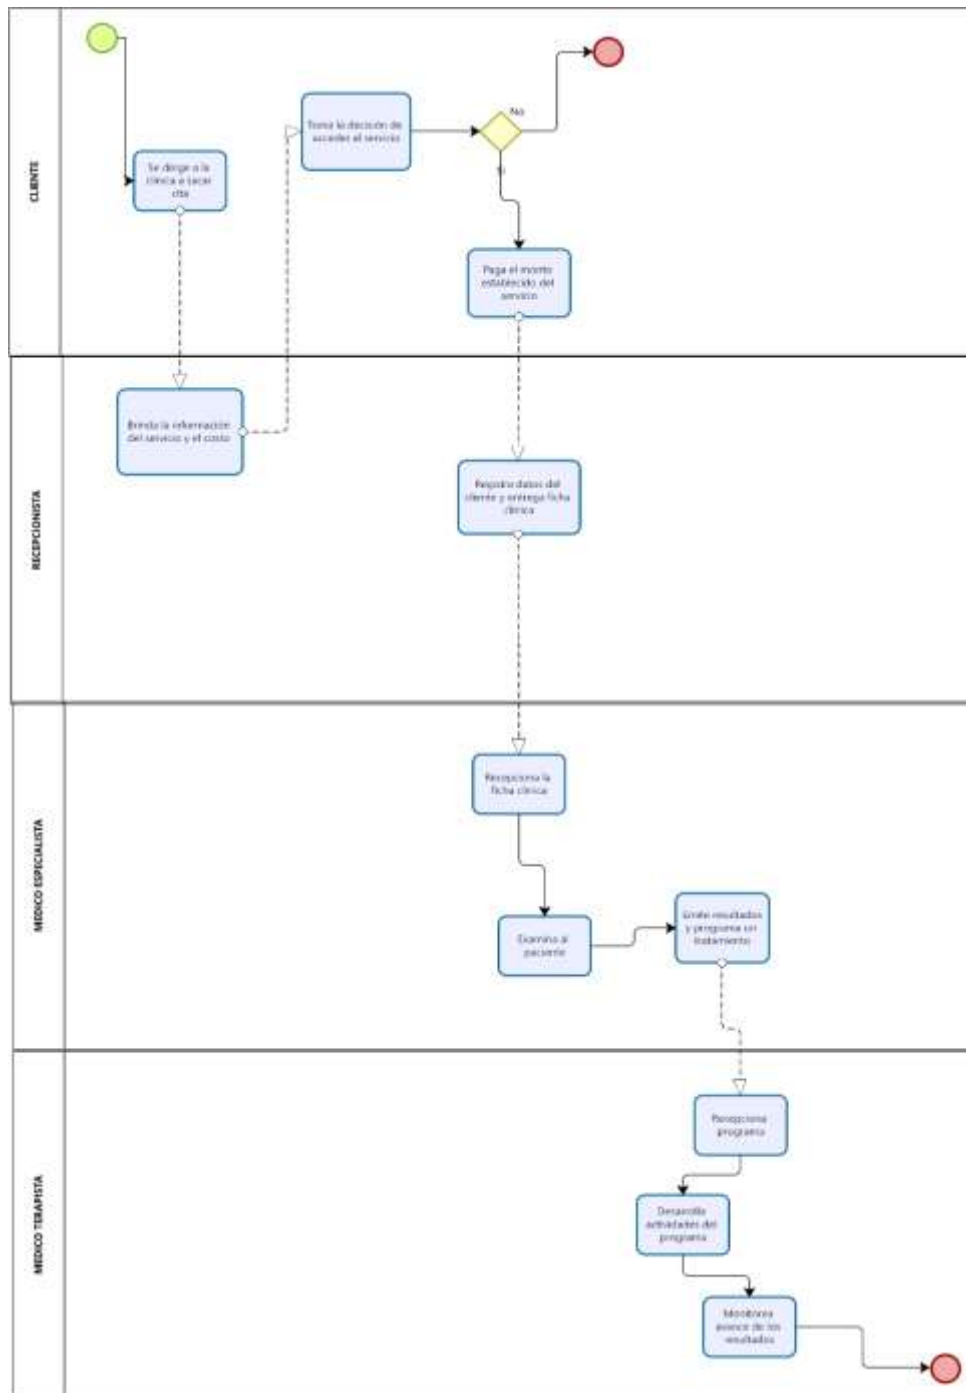 CLIENTE
Se dirige a la
clínica a sacar
cita
Toma la decisión de
acceder al servicio
No
Si
Paga el monto
establecido del
servicio
RECEPCIONISTA
Brinda la información
del servicio y el costo
Registra datos del
cliente y entrega ficha
clínica
MEDICO ESPECIALISTA
Recepciona la
ficha clínica
Examina al
paciente
Emite resultados
y programa un
tratamiento
MEDICO TERAPISTA
Recepciona
programa
Desarrolla
actividades del
programa
Monitorea
avance de los
resultados